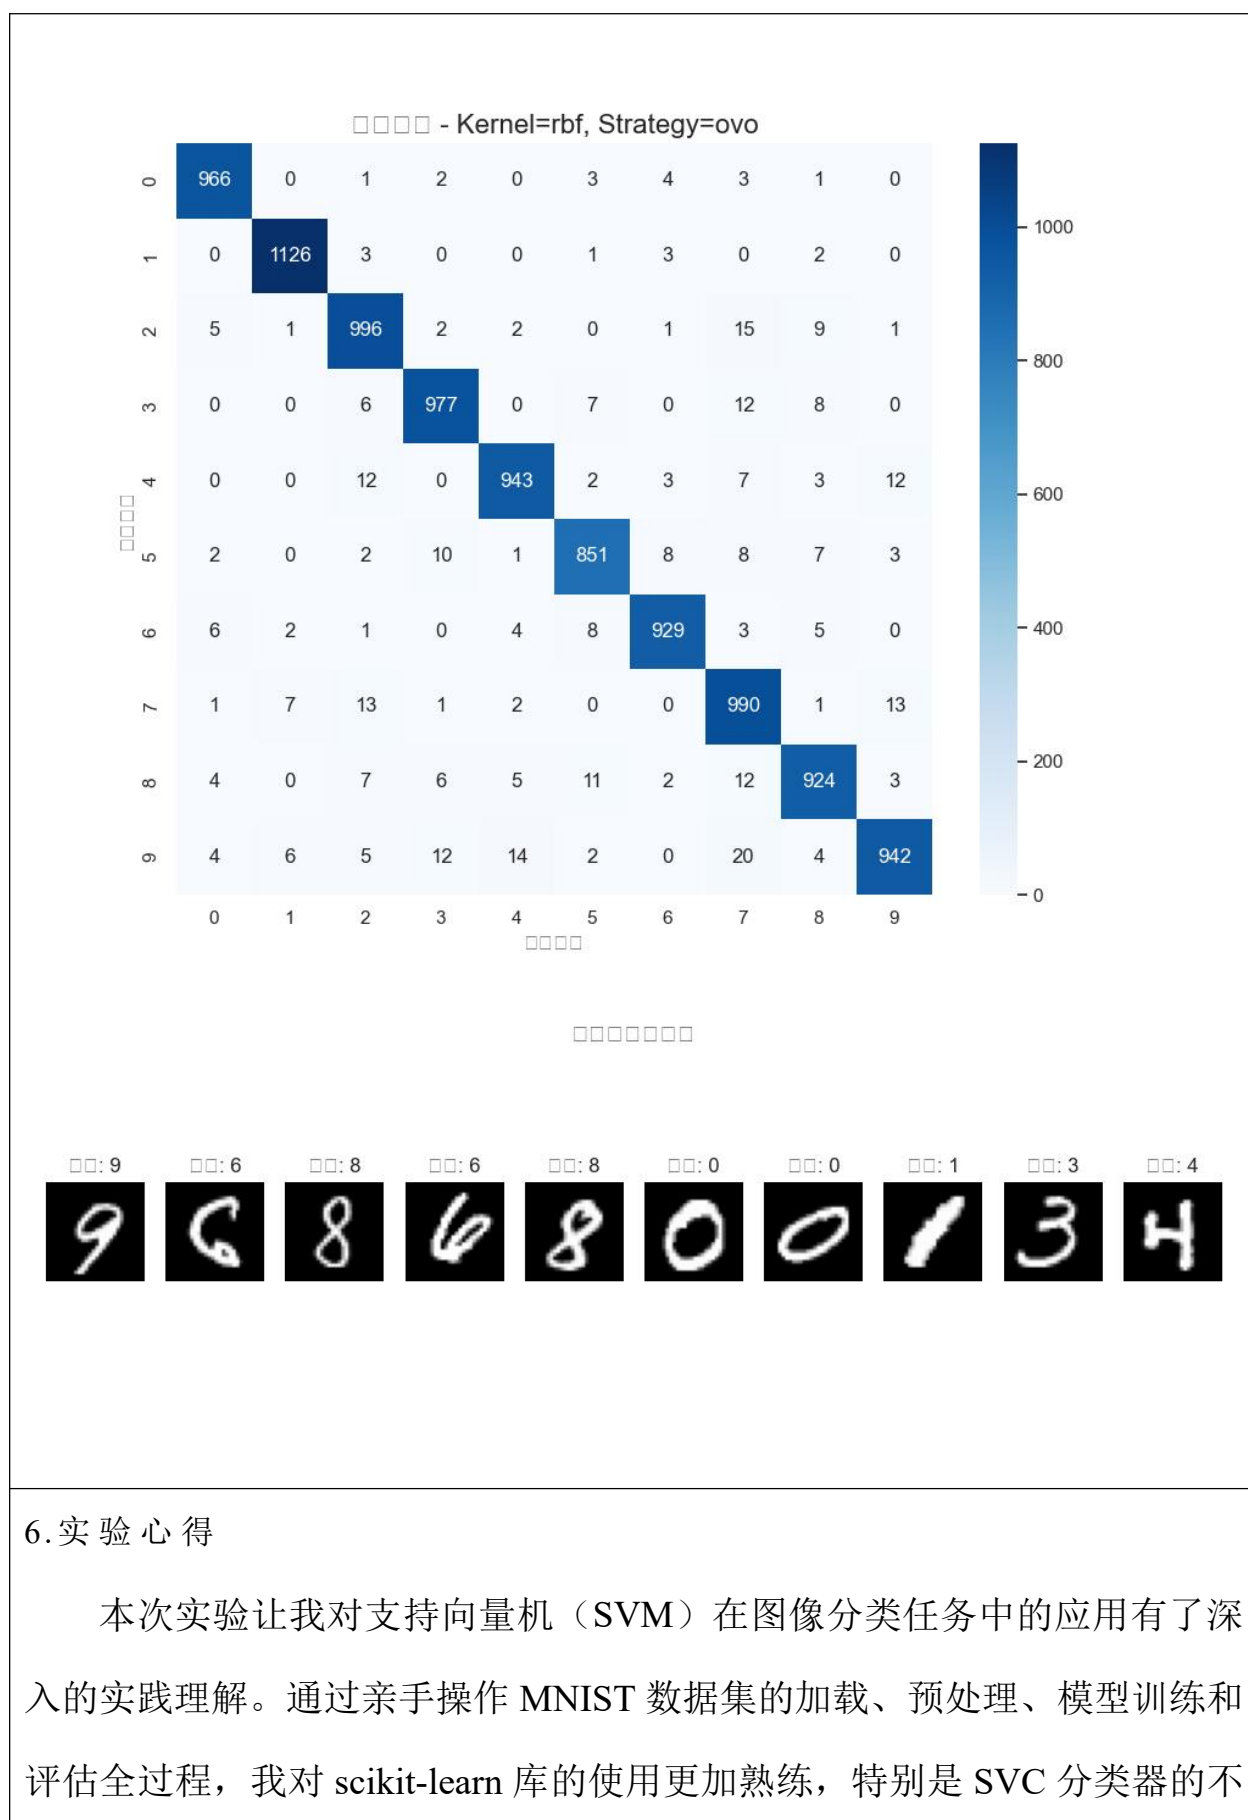 □□□□ - Kernel=rbf, Strategy=ovo
0 966 0 1 2 0 3 4 3 1 0
1 0 1126 3 0 0 1 3 0 2 0
2 5 1 996 2 2 0 1 15 9 1
3 0 0 6 977 0 7 0 12 8 0
4 0 0 12 0 943 2 3 7 3 12
5 2 0 2 10 1 851 8 8 7 3
6 6 2 1 0 4 8 929 3 5 0
7 1 7 13 1 2 0 0 990 1 13
8 4 0 7 6 5 11 2 12 924 3
9 4 6 5 12 14 2 0 20 4 942
0 1 2 3 4 5 6 7 8 9
□□□□
□□□□
1000
800
600
400
200
0
□□□□□□□
□□: 9 □□: 6 □□: 8 □□: 6 □□: 8 □□: 0 □□: 0 □□: 1 □□: 3 □□: 4
9 6 8 6 8 0 0 1 3 4
6.实验心得
本次实验让我对支持向量机（SVM）在图像分类任务中的应用有了深
入的实践理解。通过亲手操作 MNIST 数据集的加载、预处理、模型训练和
评估全过程，我对 scikit-learn 库的使用更加熟练，特别是 SVC 分类器的不